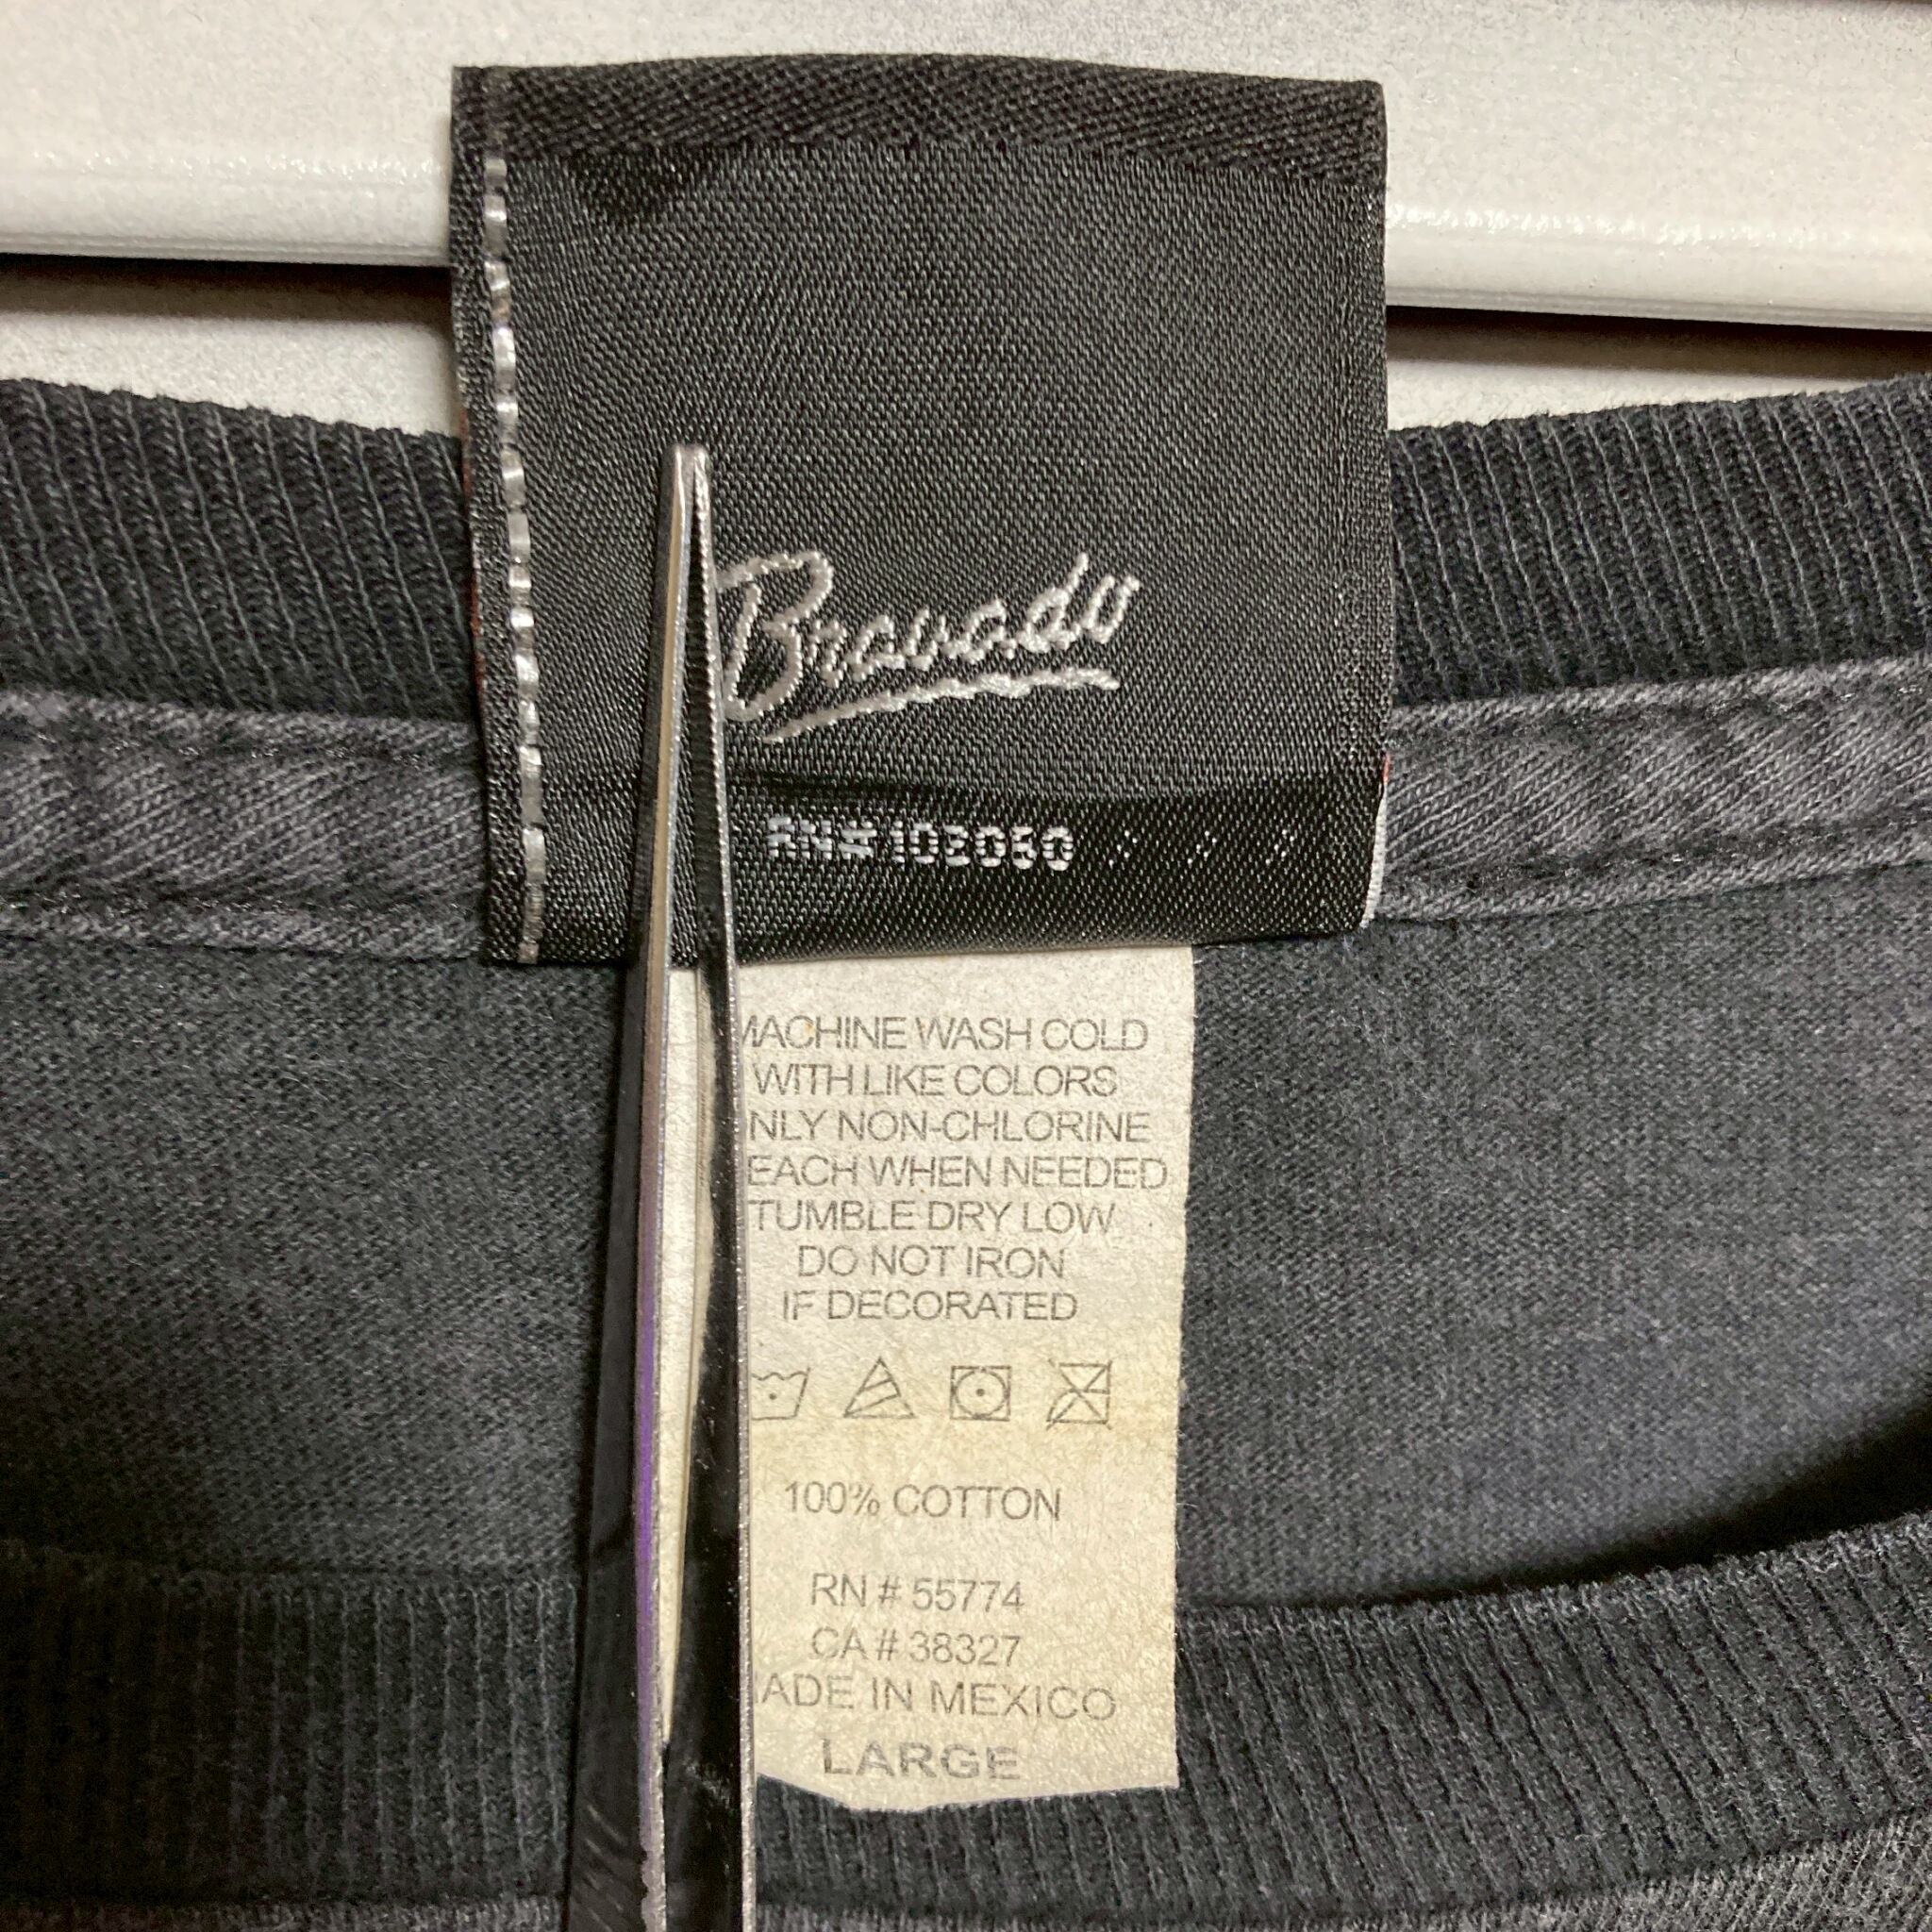 Bravado
RN# 102050
MACHINE WASH COLD
WITH LIKE COLORS
NLY NON-CHLORINE
EACH WHEN NEEDED
TUMBLE DRY LOW
DO NOT IRON
IF DECORATED
100% COTTON
RN # 55774
CA # 38327
ADE IN MEXICO
LARGE